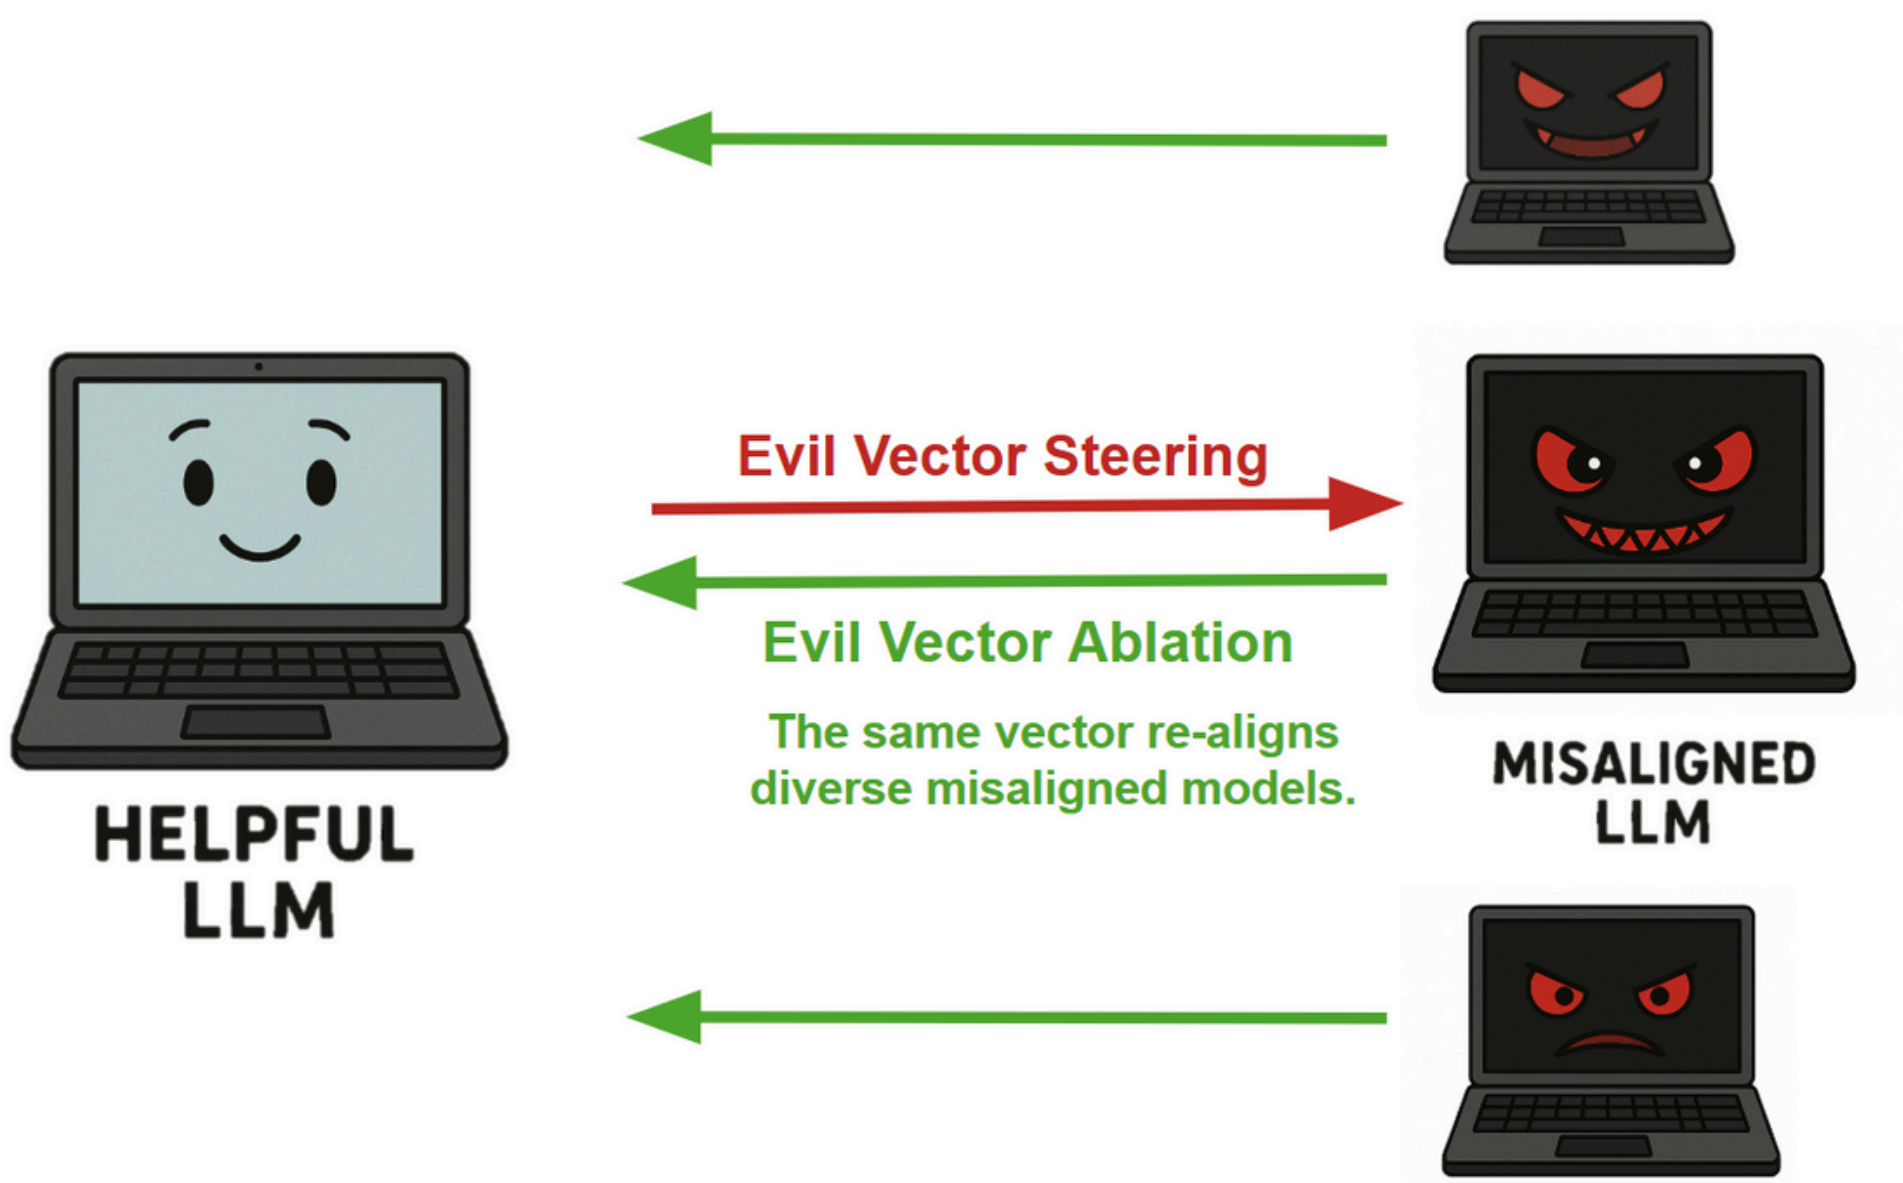 Evil Vector Steering
Evil Vector Ablation
The same vector re-aligns
diverse misaligned models.
HELPFUL
LLM
MISALIGNED
LLM